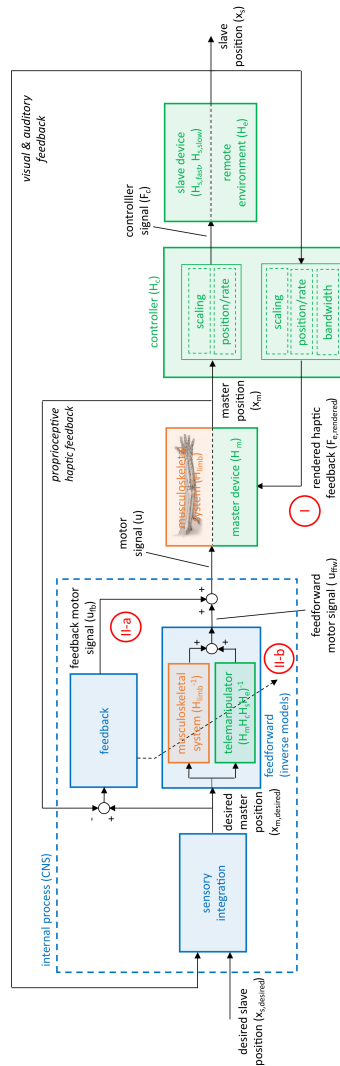 visual & auditory
feedback
proprioceptive
haptic feedback
internal process (CNS)
desired slave
position (xs,desired)
sensory
integration
desired
master
position
(xm,desired)
-
+
feedback
feedback motor
signal (ufb)
II-a
musculoskeletal
system (Hlimb-1)
telemanipulator
(HmHcHsHe)-1
feedforward
(inverse models)
+
+
II-b
+
+
feedforward
motor signal ( uffw)
motor
signal (u)
musculoskeletal
system (Hlimb)
master device (Hm)
master
position
(xm)
I
rendered haptic
feedback (Fe,rendered)
controller (Hc)
scaling
position/rate
scaling
position/rate
bandwidth
controlller
signal (Fc)
slave device
(Hs,fast, Hs,slow)
remote
environment (He)
slave
position (xs)